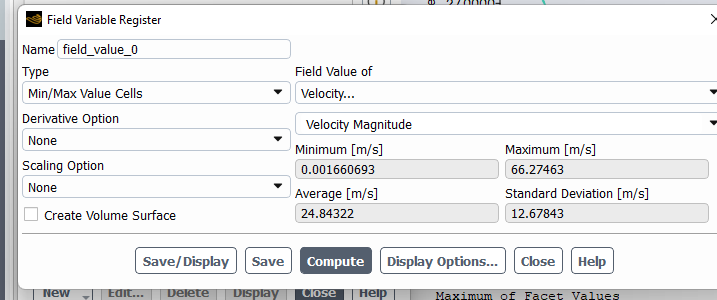 Field Variable Register
Name field_value_0
Type
Field Value of
Min/Max Value Cells
Velocity...
Derivative Option
None
Velocity Magnitude
Minimum [m/s]
Maximum [m/s]
0.001660693
66.27463
Scaling Option
None
Average [m/s]
Standard Deviation [m/s]
24.84322
12.67843
Create Volume Surface
Save/Display
Save
Compute
Display Options...
Close
Help
New
Edit...
Delete
Display
Close
Help
Maximum of Facet Values